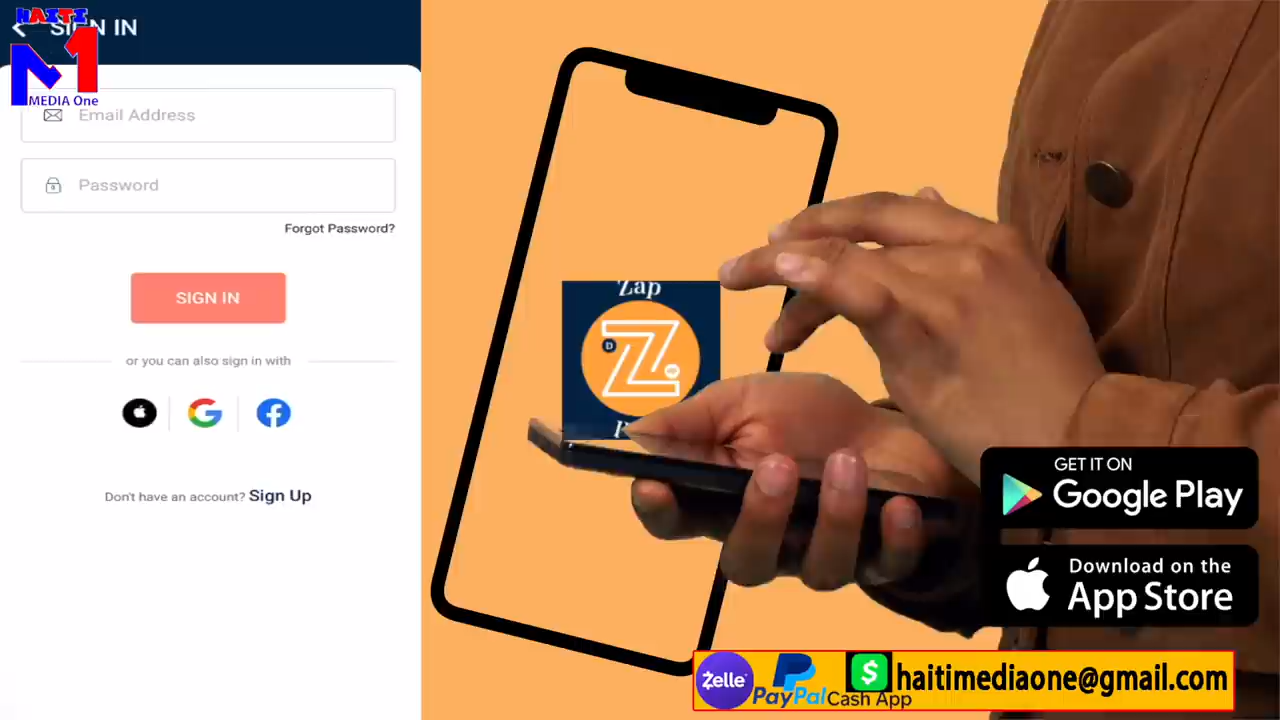 HAITI
M1
MEDIA One
SIGN IN
Email Address
Password
Forgot Password?
SIGN IN
or you can also sign in with
Don't have an account? Sign Up
Zap
D
Z
GET IT ON
Google Play
Download on the
App Store
Zelle
PayPal
$
Cash App
haitimediaone@gmail.com